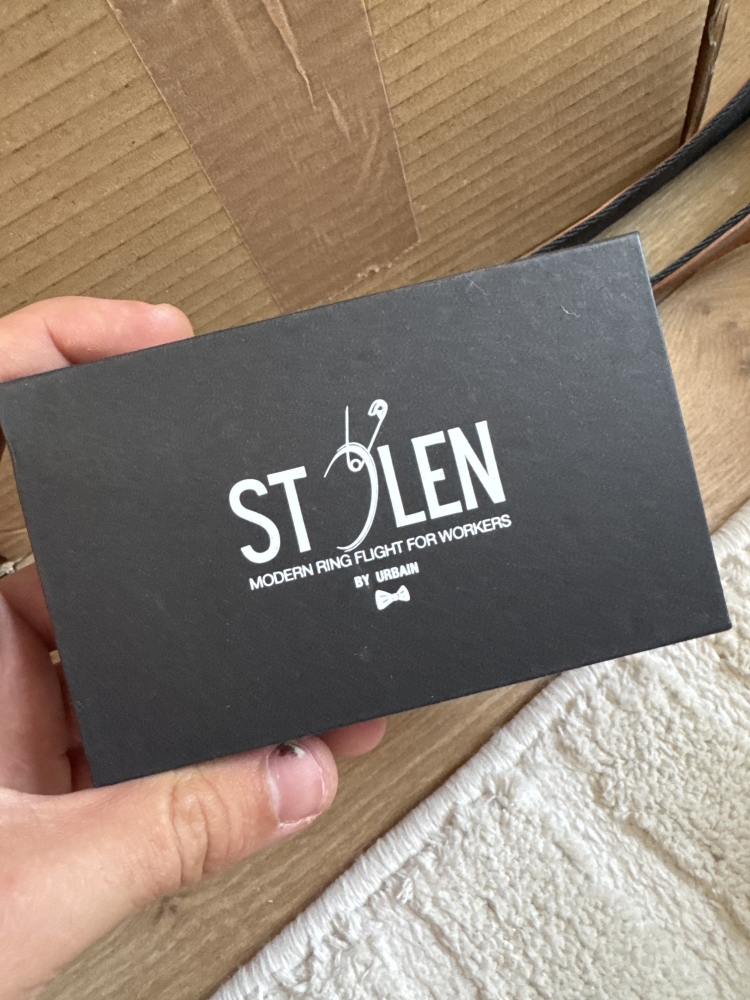 STOLEN
MODERN RING FLIGHT FOR WORKERS
BY URBAIN